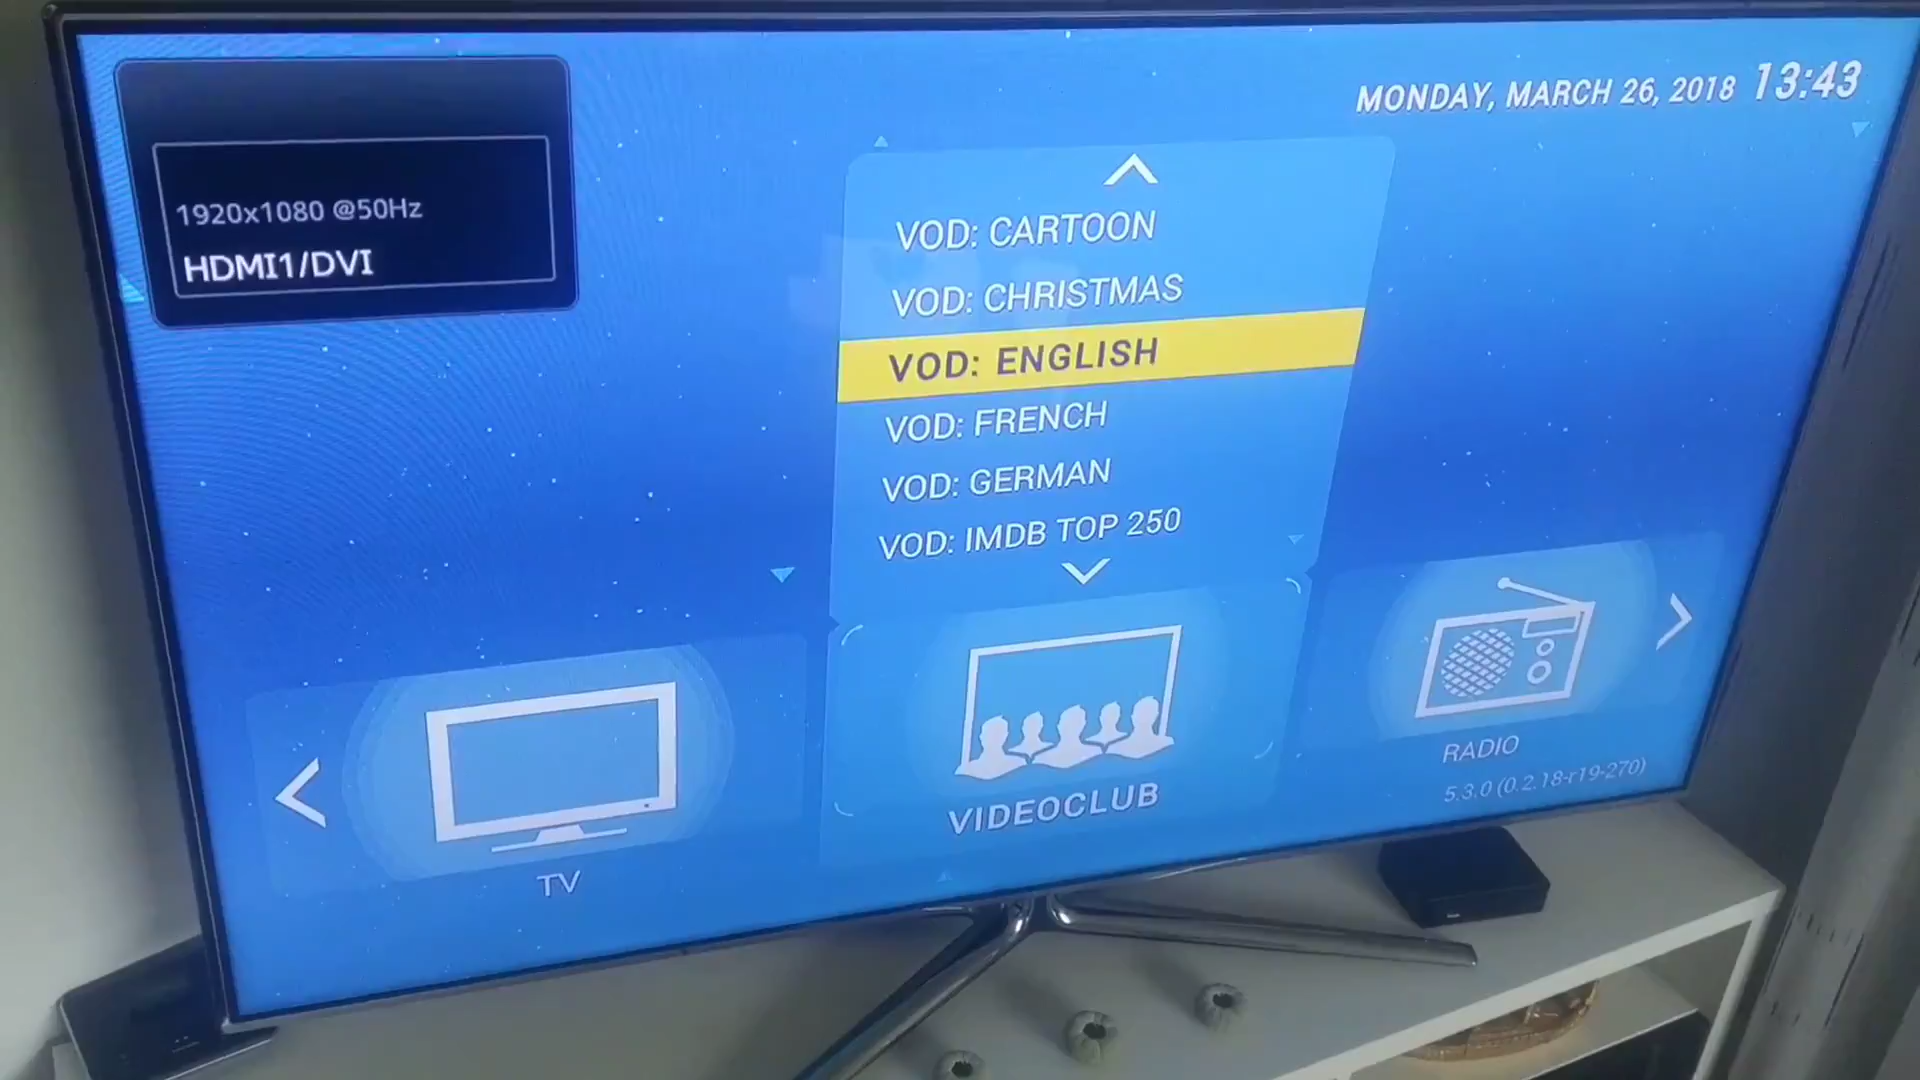 1920x1080 @50Hz
HDMI1/DVI
MONDAY, MARCH 26, 2018 13:43
VOD: CARTOON
VOD: CHRISTMAS
VOD: ENGLISH
VOD: FRENCH
VOD: GERMAN
VOD: IMDB TOP 250
TV
VIDEOCLUB
RADIO
5.3.0 (0.2.18-r19-270)